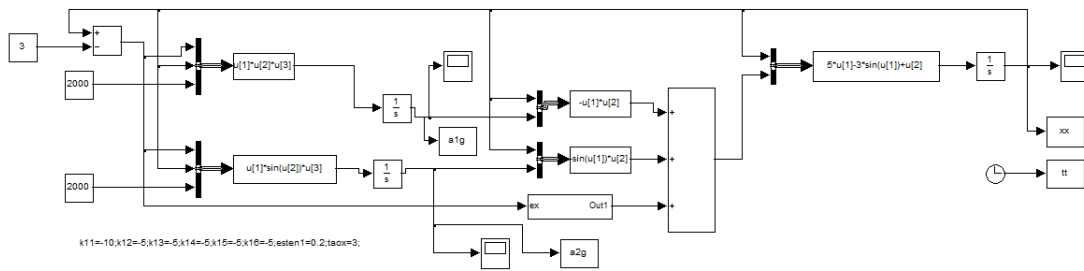 +
−
3
u[1]*u[2]*u[3]
2000
1
s
a1g
-u[1]*u[2]
5*u[1]-3*sin(u[1])+u[2]
1
s
xx
tt
+
+
+
u[1]*sin(u[2])*u[3]
1
s
sin(u[1])*u[2]
2000
ex
Out1
a2g
k11=-10;k12=-5;k13=-5;k14=-5;k15=-5;k16=-5;esten1=0.2;taox=3;